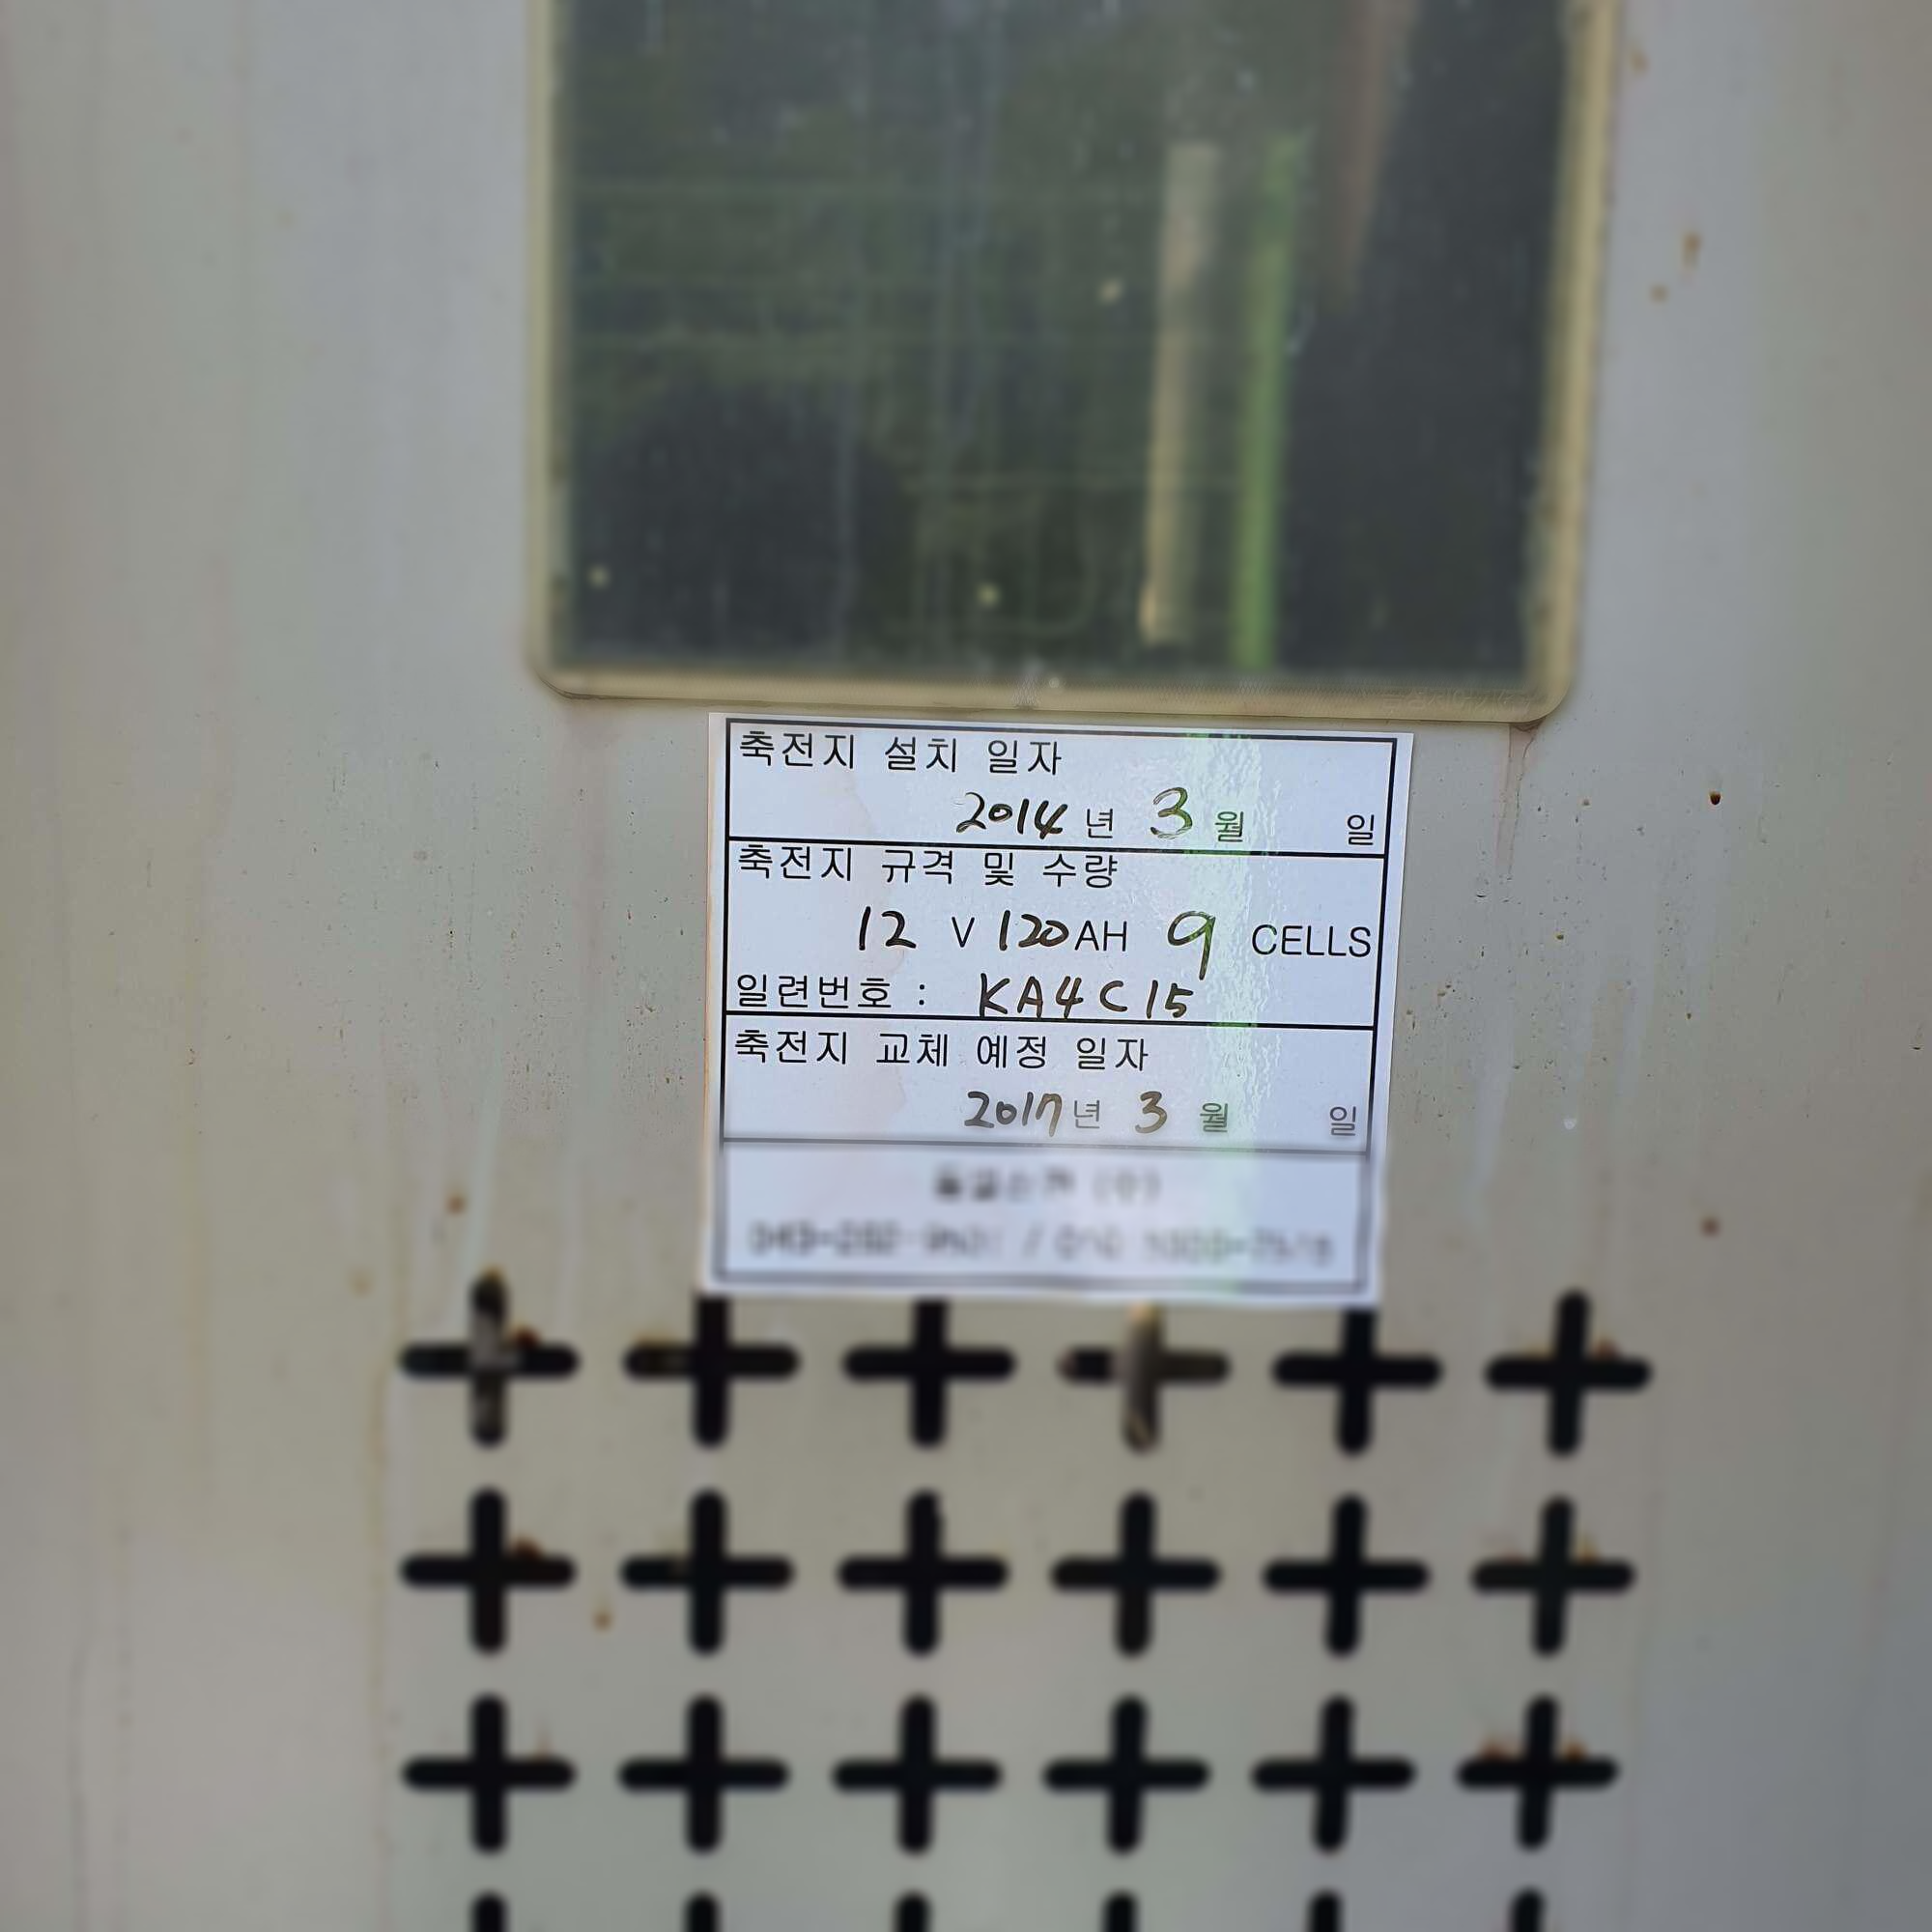 축전지 설치 일자
2014 년 3 월 일
축전지 규격 및 수량
12 V 120 AH 9 CELLS
일련번호 : KA4C15
축전지 교체 예정 일자
2017 년 3 월 일